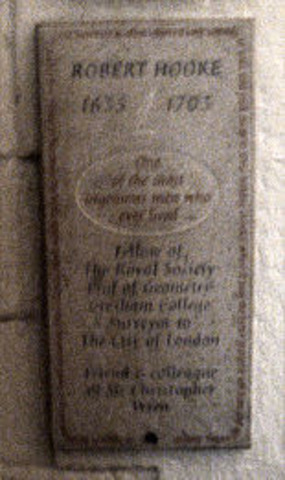 ROBERT HOOKE
1635 1703
One
of the most
ingenious men who
ever lived
Fellow of
The Royal Society
Prof of Geometry
Gresham College
Surveyor to
The City of London
Friend & colleague
of Sir Christopher
Wren